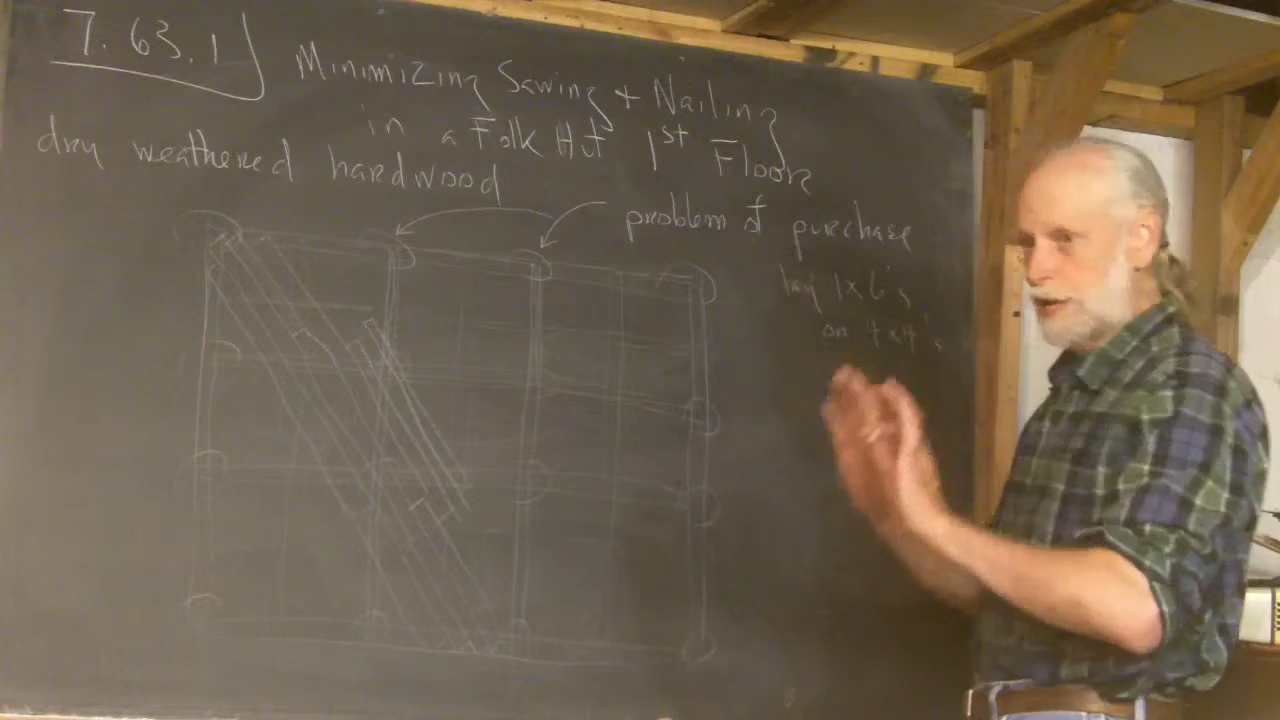 7.63.1
Minimizing Sawing + Nailing
in a Folk Hut 1st Floor
dry weathered hardwood
problem of purchase
lay 1x6's
on 4x4's